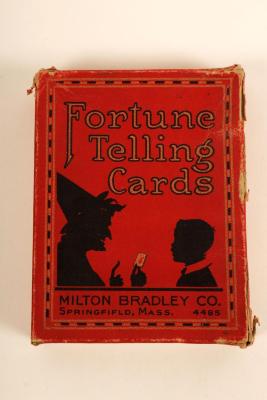 Fortune
Telling
Cards
MILTON BRADLEY CO.
SPRINGFIELD, MASS. 4485